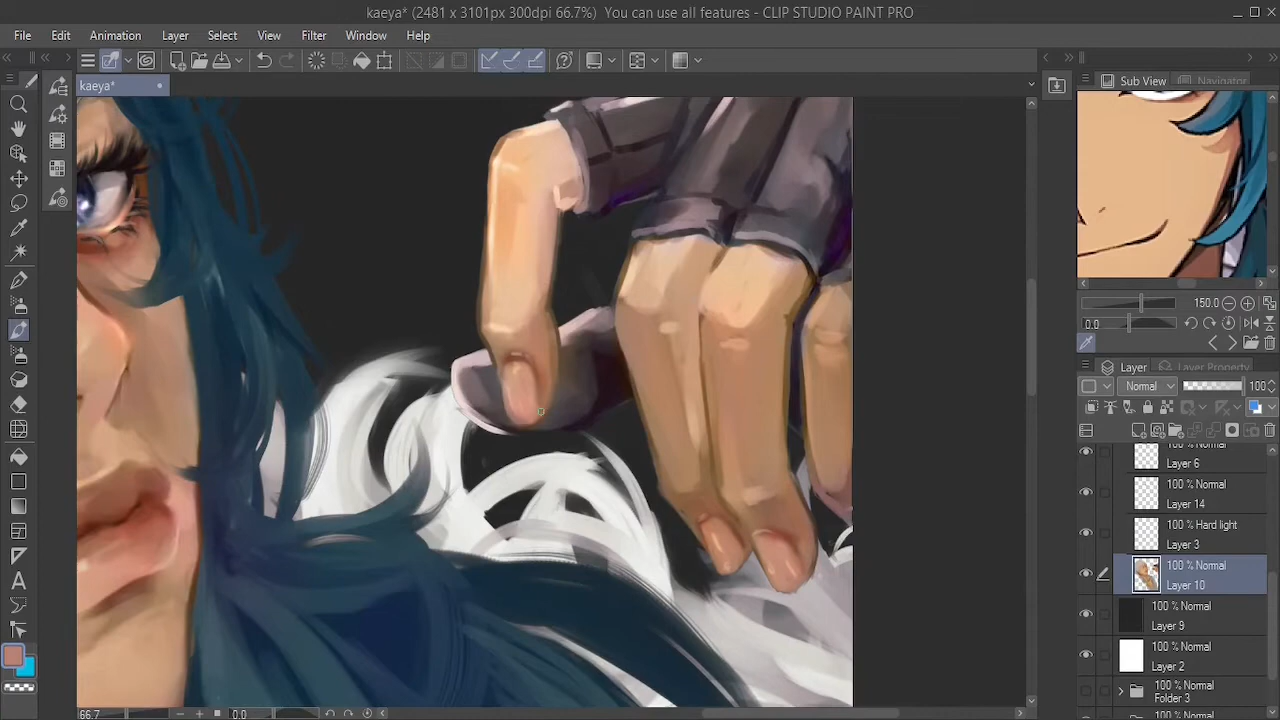 kaeya* (2481 x 3101px 300dpi 66.7%) You can use all features - CLIP STUDIO PAINT PRO
File Edit Animation Layer Select View Filter Window Help
kaeya*
Sub View Navigator
150.0
0.0
Layer Layer Property
Normal 100
100 % Normal
Layer 6
100 % Normal
Layer 14
100 % Hard light
Layer 3
100 % Normal
Layer 10
100 % Normal
Layer 9
100 % Normal
Layer 2
100 % Normal
Folder 3
100 % Normal
66.7 0.0